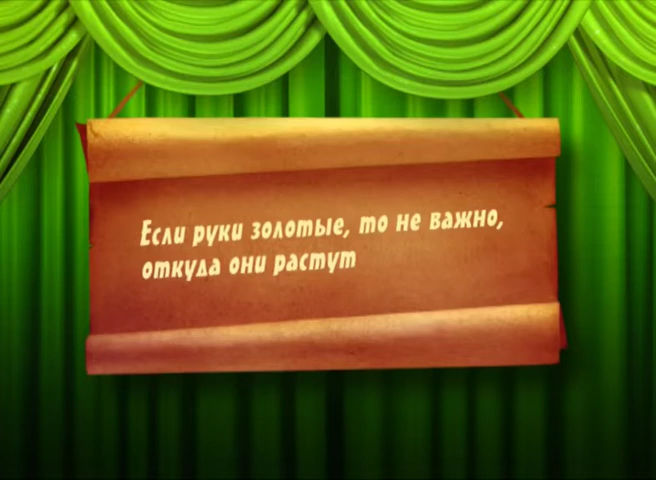 Если руки золотые, то не важно,
откуда они растут